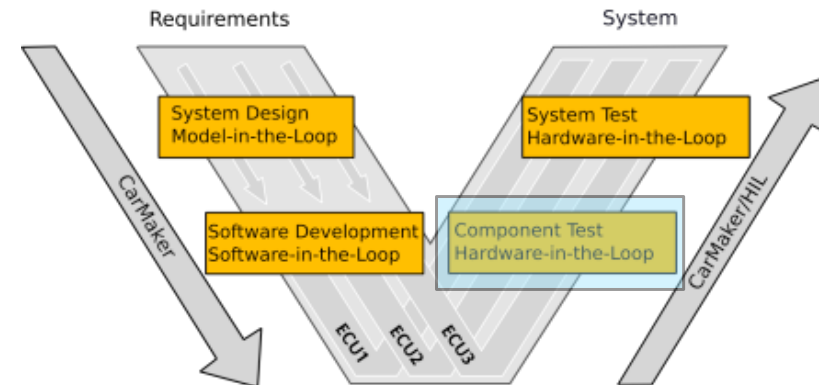 Requirements
System
System Design
Model-in-the-Loop
System Test
Hardware-in-the-Loop
CarMaker
CarMaker/HIL
Software Development
Software-in-the-Loop
Component Test
Hardware-in-the-Loop
ECU1
ECU2
ECU3